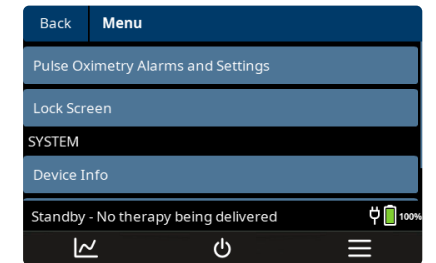 Back Menu
Pulse Oximetry Alarms and Settings
Lock Screen
SYSTEM
Device Info
Standby - No therapy being delivered 100%